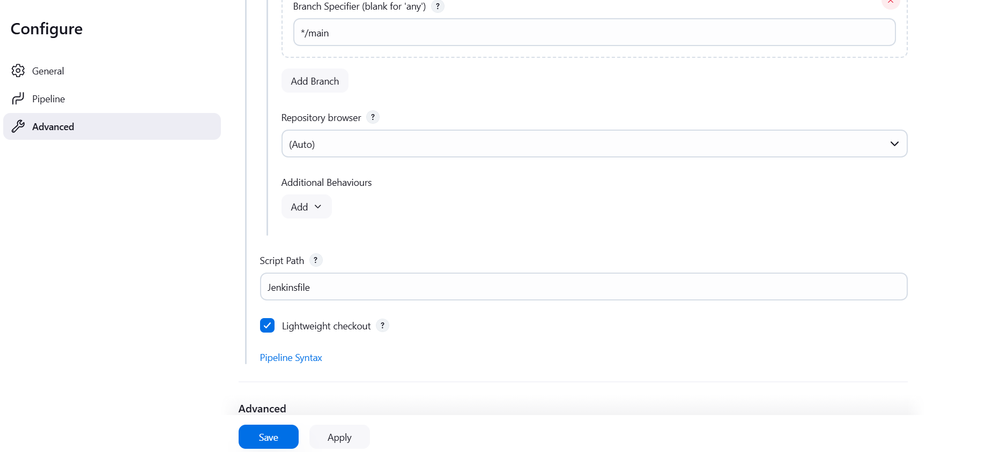 Configure
General
Pipeline
Advanced
Branch Specifier (blank for 'any') ?
*/main
Add Branch
Repository browser ?
(Auto)
Additional Behaviours
Add
Script Path ?
Jenkinsfile
Lightweight checkout ?
Pipeline Syntax
Advanced
Save
Apply